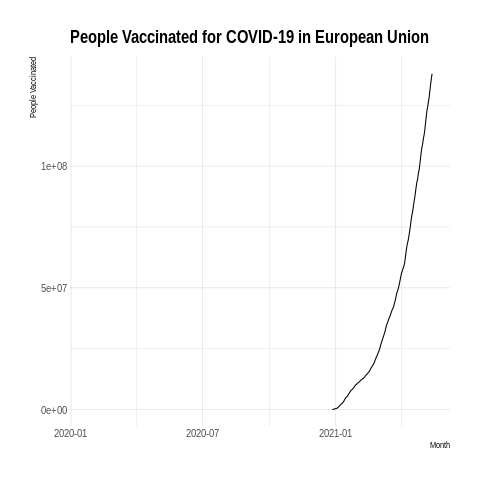 People Vaccinated for COVID-19 in European Union
People Vaccinated
1e+08
5e+07
0e+00
2020-01 2020-07 2021-01
Month